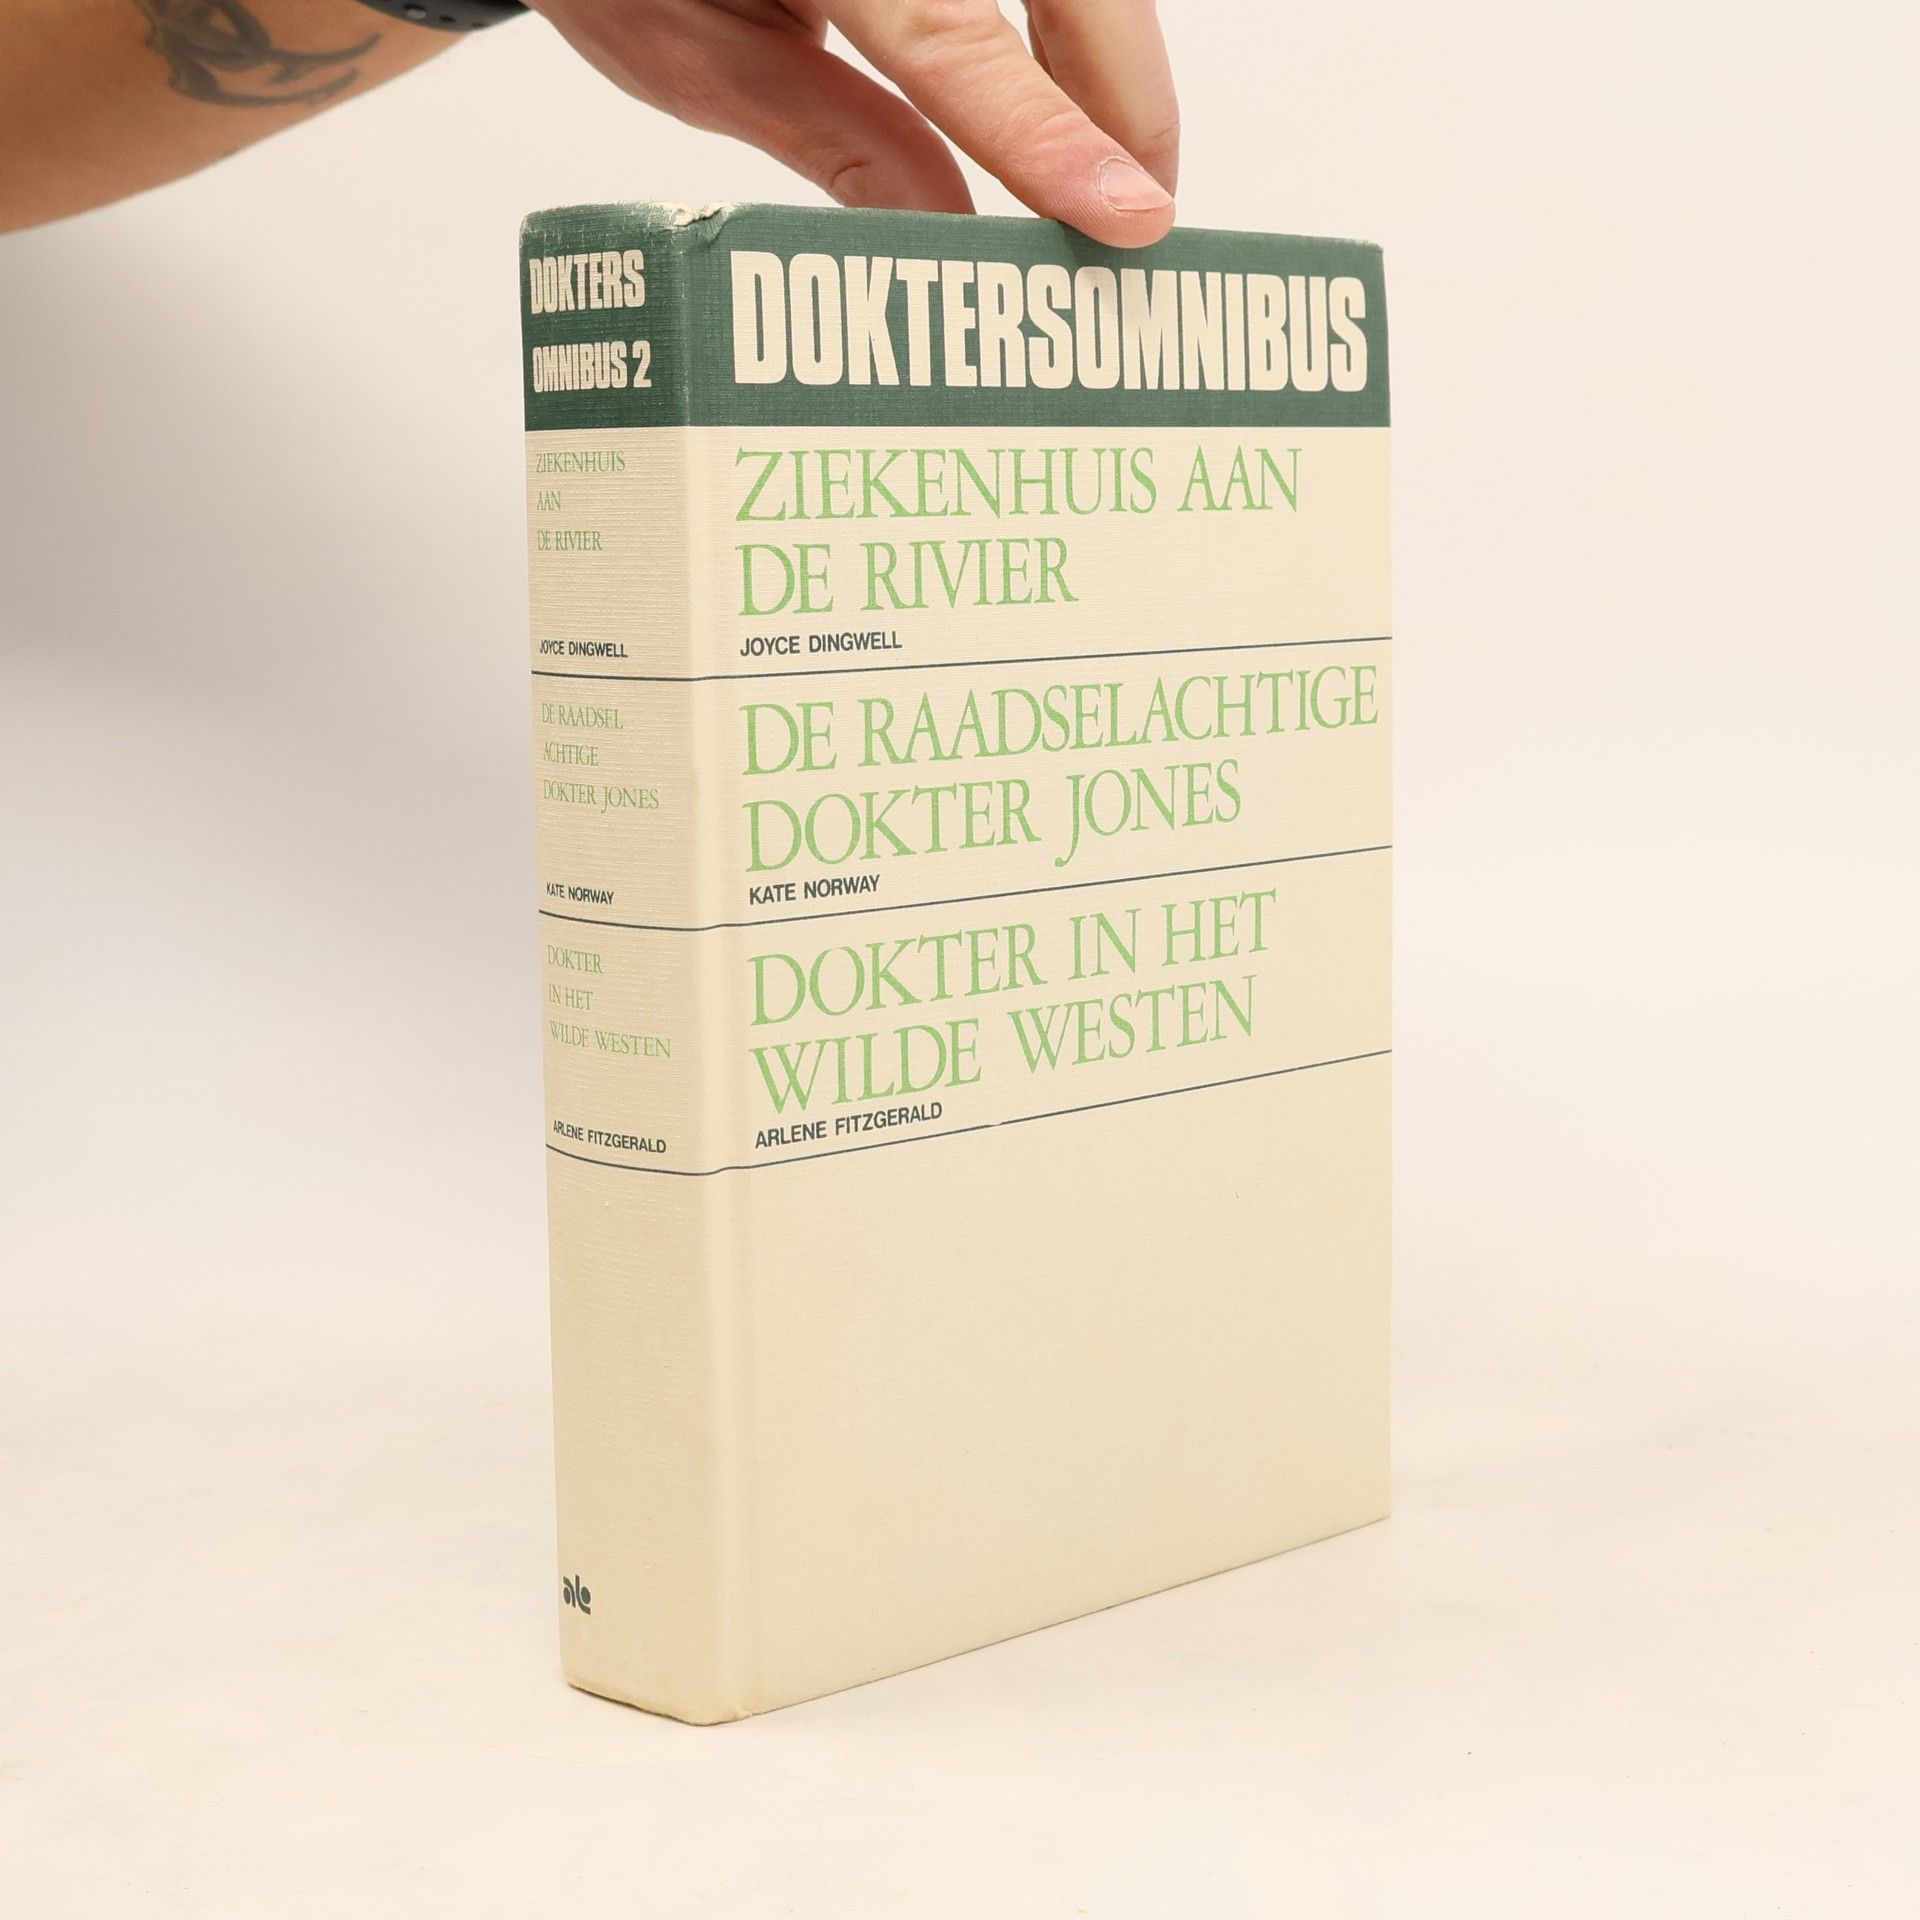 DOKTERS
OMNIBUS 2
ZIEKENHUIS
AAN
DE RIVIER
JOYCE DINGWELL
DE RAADSEL
ACHTIGE
DOKTER JONES
KATE NORWAY
DOKTER
IN HET
WILDE WESTEN
ARLENE FITZGERALD
DOKTERSOMNIBUS
ZIEKENHUIS AAN
DE RIVIER
JOYCE DINGWELL
DE RAADSELACHTIGE
DOKTER JONES
KATE NORWAY
DOKTER IN HET
WILDE WESTEN
ARLENE FITZGERALD